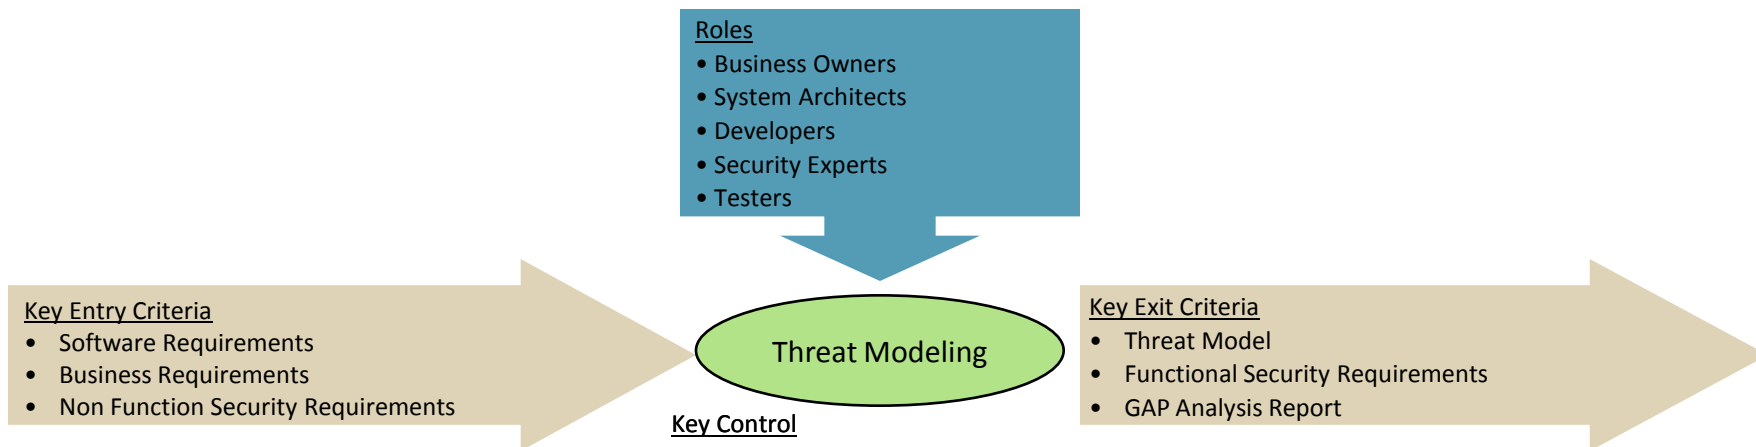 Roles
• Business Owners
• System Architects
• Developers
• Security Experts
• Testers
Key Entry Criteria
• Software Requirements
• Business Requirements
• Non Function Security Requirements
Threat Modeling
Key Control
Key Exit Criteria
• Threat Model
• Functional Security Requirements
• GAP Analysis Report